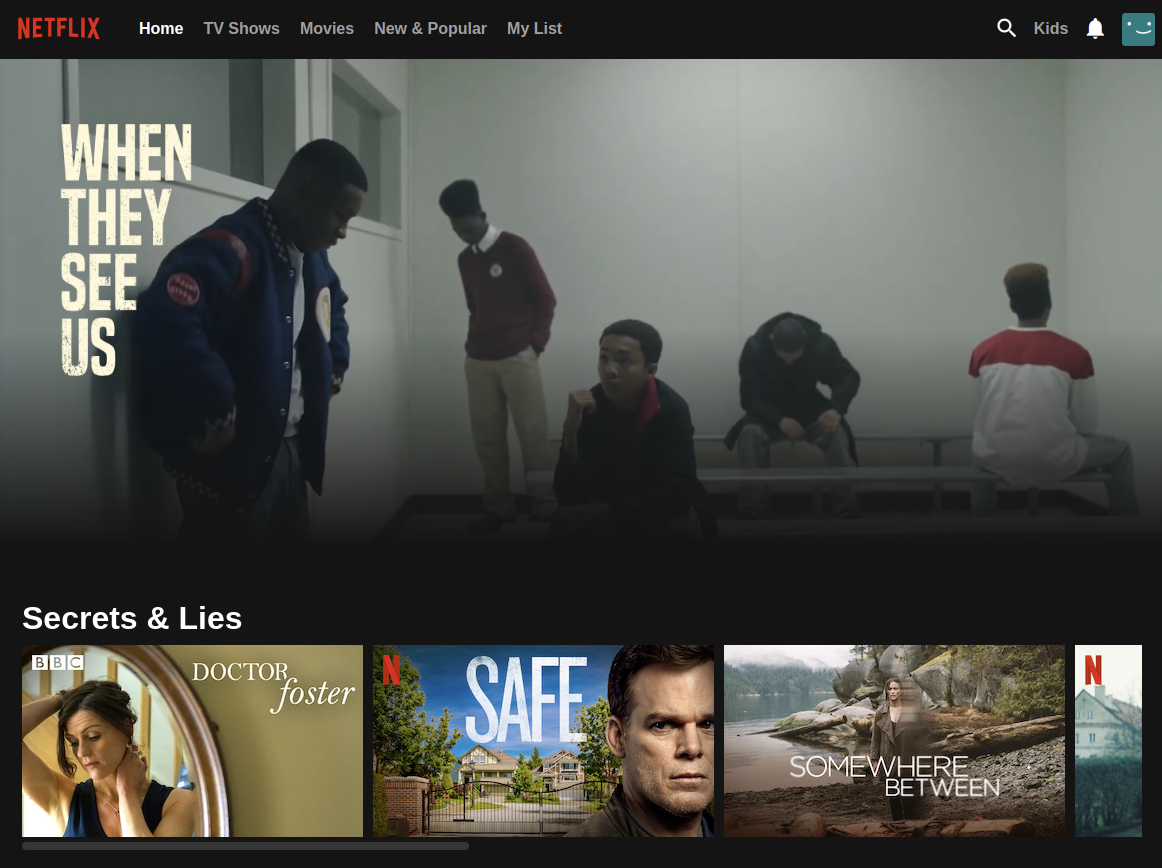 NETFLIX Home TV Shows Movies New & Popular My List Kids
WHEN
THEY
SEE
US
Secrets & Lies
BBC
DOCTOR
foster
N
SAFE
SOMEWHERE
BETWEEN
N